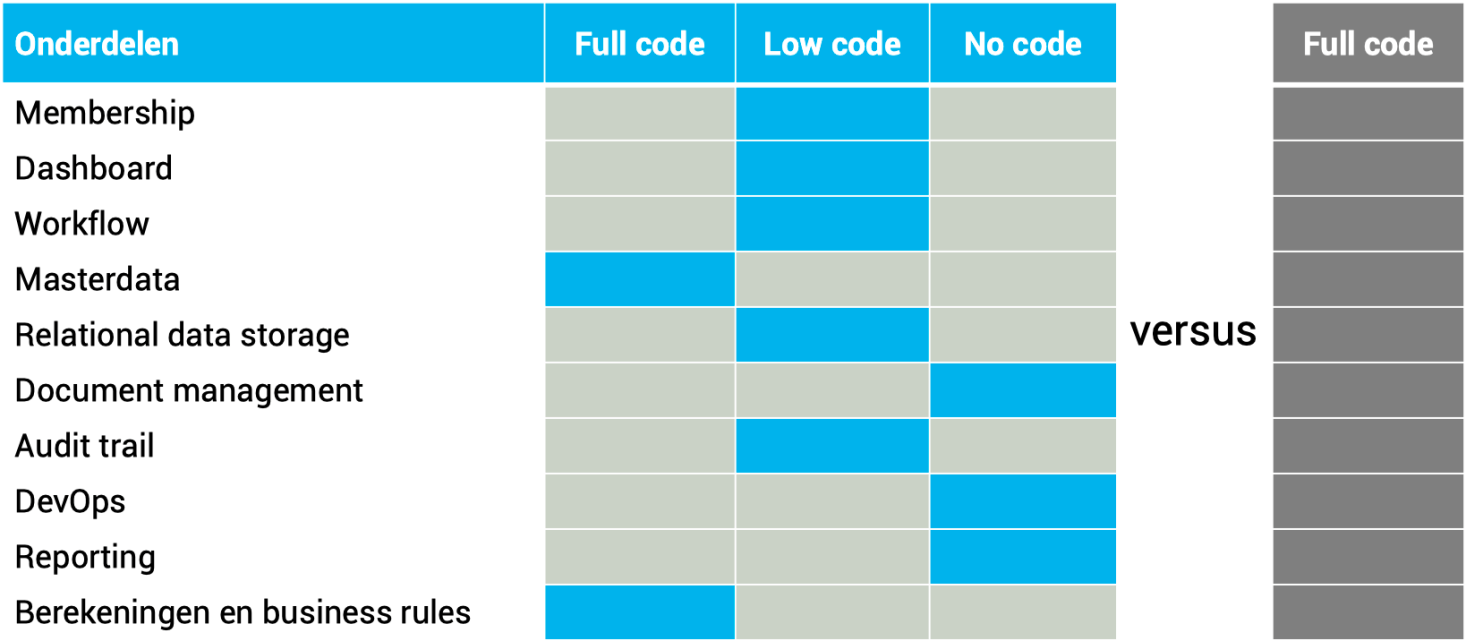 Onderdelen Full code Low code No code Full code
Membership
Dashboard
Workflow
Masterdata
Relational data storage
versus
Document management
Audit trail
DevOps
Reporting
Berekeningen en business rules